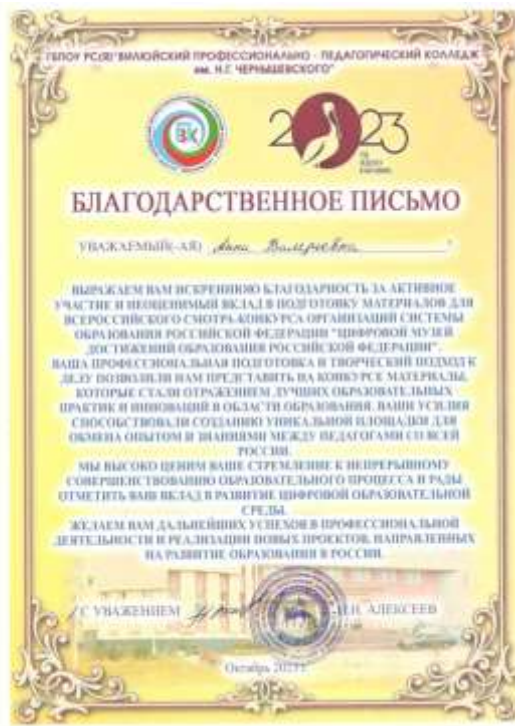 ГБПОУ РС(Я)"ВИЛЮЙСКИЙ ПРОФЕССИОНАЛЬНО - ПЕДАГОГИЧЕСКИЙ КОЛЛЕДЖ
им. Н.Г. ЧЕРНЫШЕВСКОГО"
2023
БЛАГОДАРСТВЕННОЕ ПИСЬМО
УВАЖАЕМЫЙ(-АЯ) Анна Валерьевна !
ВЫРАЖАЕМ ВАМ ИСКРЕННЮЮ БЛАГОДАРНОСТЬ ЗА АКТИВНОЕ
УЧАСТИЕ И НЕОЦЕНИМЫЙ ВКЛАД В ПОДГОТОВКУ МАТЕРИАЛОВ ДЛЯ
ВСЕРОССИЙСКОГО СМОТРА-КОНКУРСА ОРГАНИЗАЦИЙ СИСТЕМЫ
ОБРАЗОВАНИЯ РОССИЙСКОЙ ФЕДЕРАЦИИ "ЦИФРОВОЙ МУЗЕЙ
ДОСТИЖЕНИЙ ОБРАЗОВАНИЯ РОССИЙСКОЙ ФЕДЕРАЦИИ".
ВАША ПРОФЕССИОНАЛЬНАЯ ПОДГОТОВКА И ТВОРЧЕСКИЙ ПОДХОД К
ДЕЛУ ПОЗВОЛИЛИ НАМ ПРЕДСТАВИТЬ НА КОНКУРСЕ МАТЕРИАЛЫ,
КОТОРЫЕ СТАЛИ ОТРАЖЕНИЕМ ЛУЧШИХ ОБРАЗОВАТЕЛЬНЫХ
ПРАКТИК И ИННОВАЦИЙ В ОБЛАСТИ ОБРАЗОВАНИЯ. ВАШИ УСИЛИЯ
СПОСОБСТВОВАЛИ СОЗДАНИЮ УНИКАЛЬНОЙ ПЛОЩАДКИ ДЛЯ
ОБМЕНА ОПЫТОМ И ЗНАНИЯМИ МЕЖДУ ПЕДАГОГАМИ СО ВСЕЙ
РОССИИ.
МЫ ВЫСОКО ЦЕНИМ ВАШЕ СТРЕМЛЕНИЕ К НЕПРЕРЫВНОМУ
СОВЕРШЕНСТВОВАНИЮ ОБРАЗОВАТЕЛЬНОГО ПРОЦЕССА И РАДЫ
ОТМЕТИТЬ ВАШ ВКЛАД В РАЗВИТИЕ ЦИФРОВОЙ ОБРАЗОВАТЕЛЬНОЙ
СРЕДЫ.
ЖЕЛАЕМ ВАМ ДАЛЬНЕЙШИХ УСПЕХОВ В ПРОФЕССИОНАЛЬНОЙ
ДЕЯТЕЛЬНОСТИ И РЕАЛИЗАЦИИ НОВЫХ ПРОЕКТОВ, НАПРАВЛЕННЫХ
НА РАЗВИТИЕ ОБРАЗОВАНИЯ В РОССИИ.
С УВАЖЕНИЕМ АЛЕКСЕЕВ
Октябрь 2023 г.